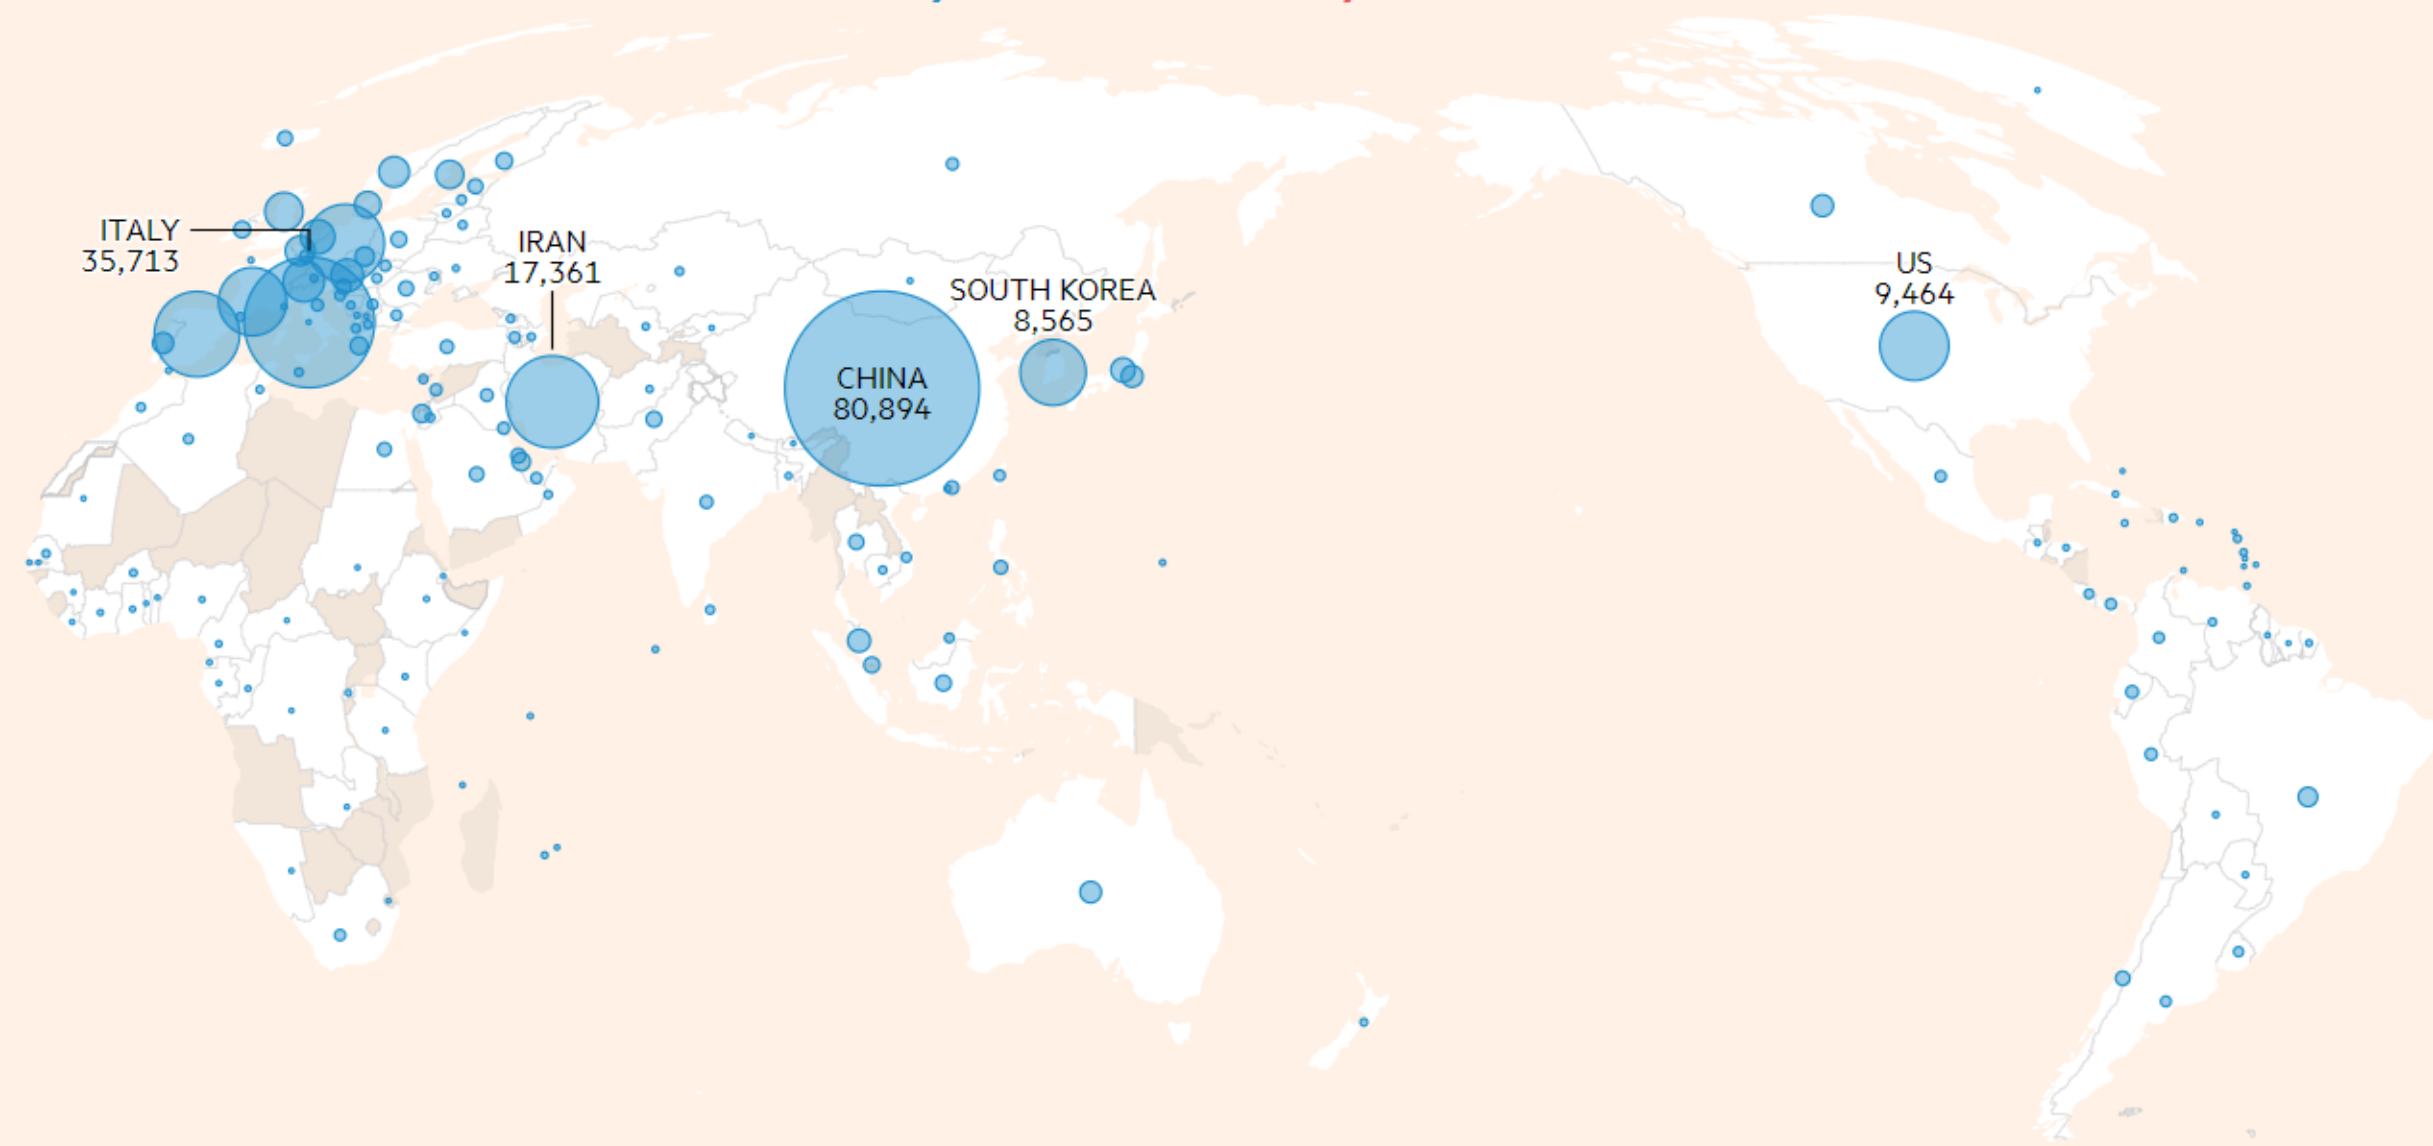 ITALY
35,713
IRAN
17,361
SOUTH KOREA
8,565
CHINA
80,894
US
9,464